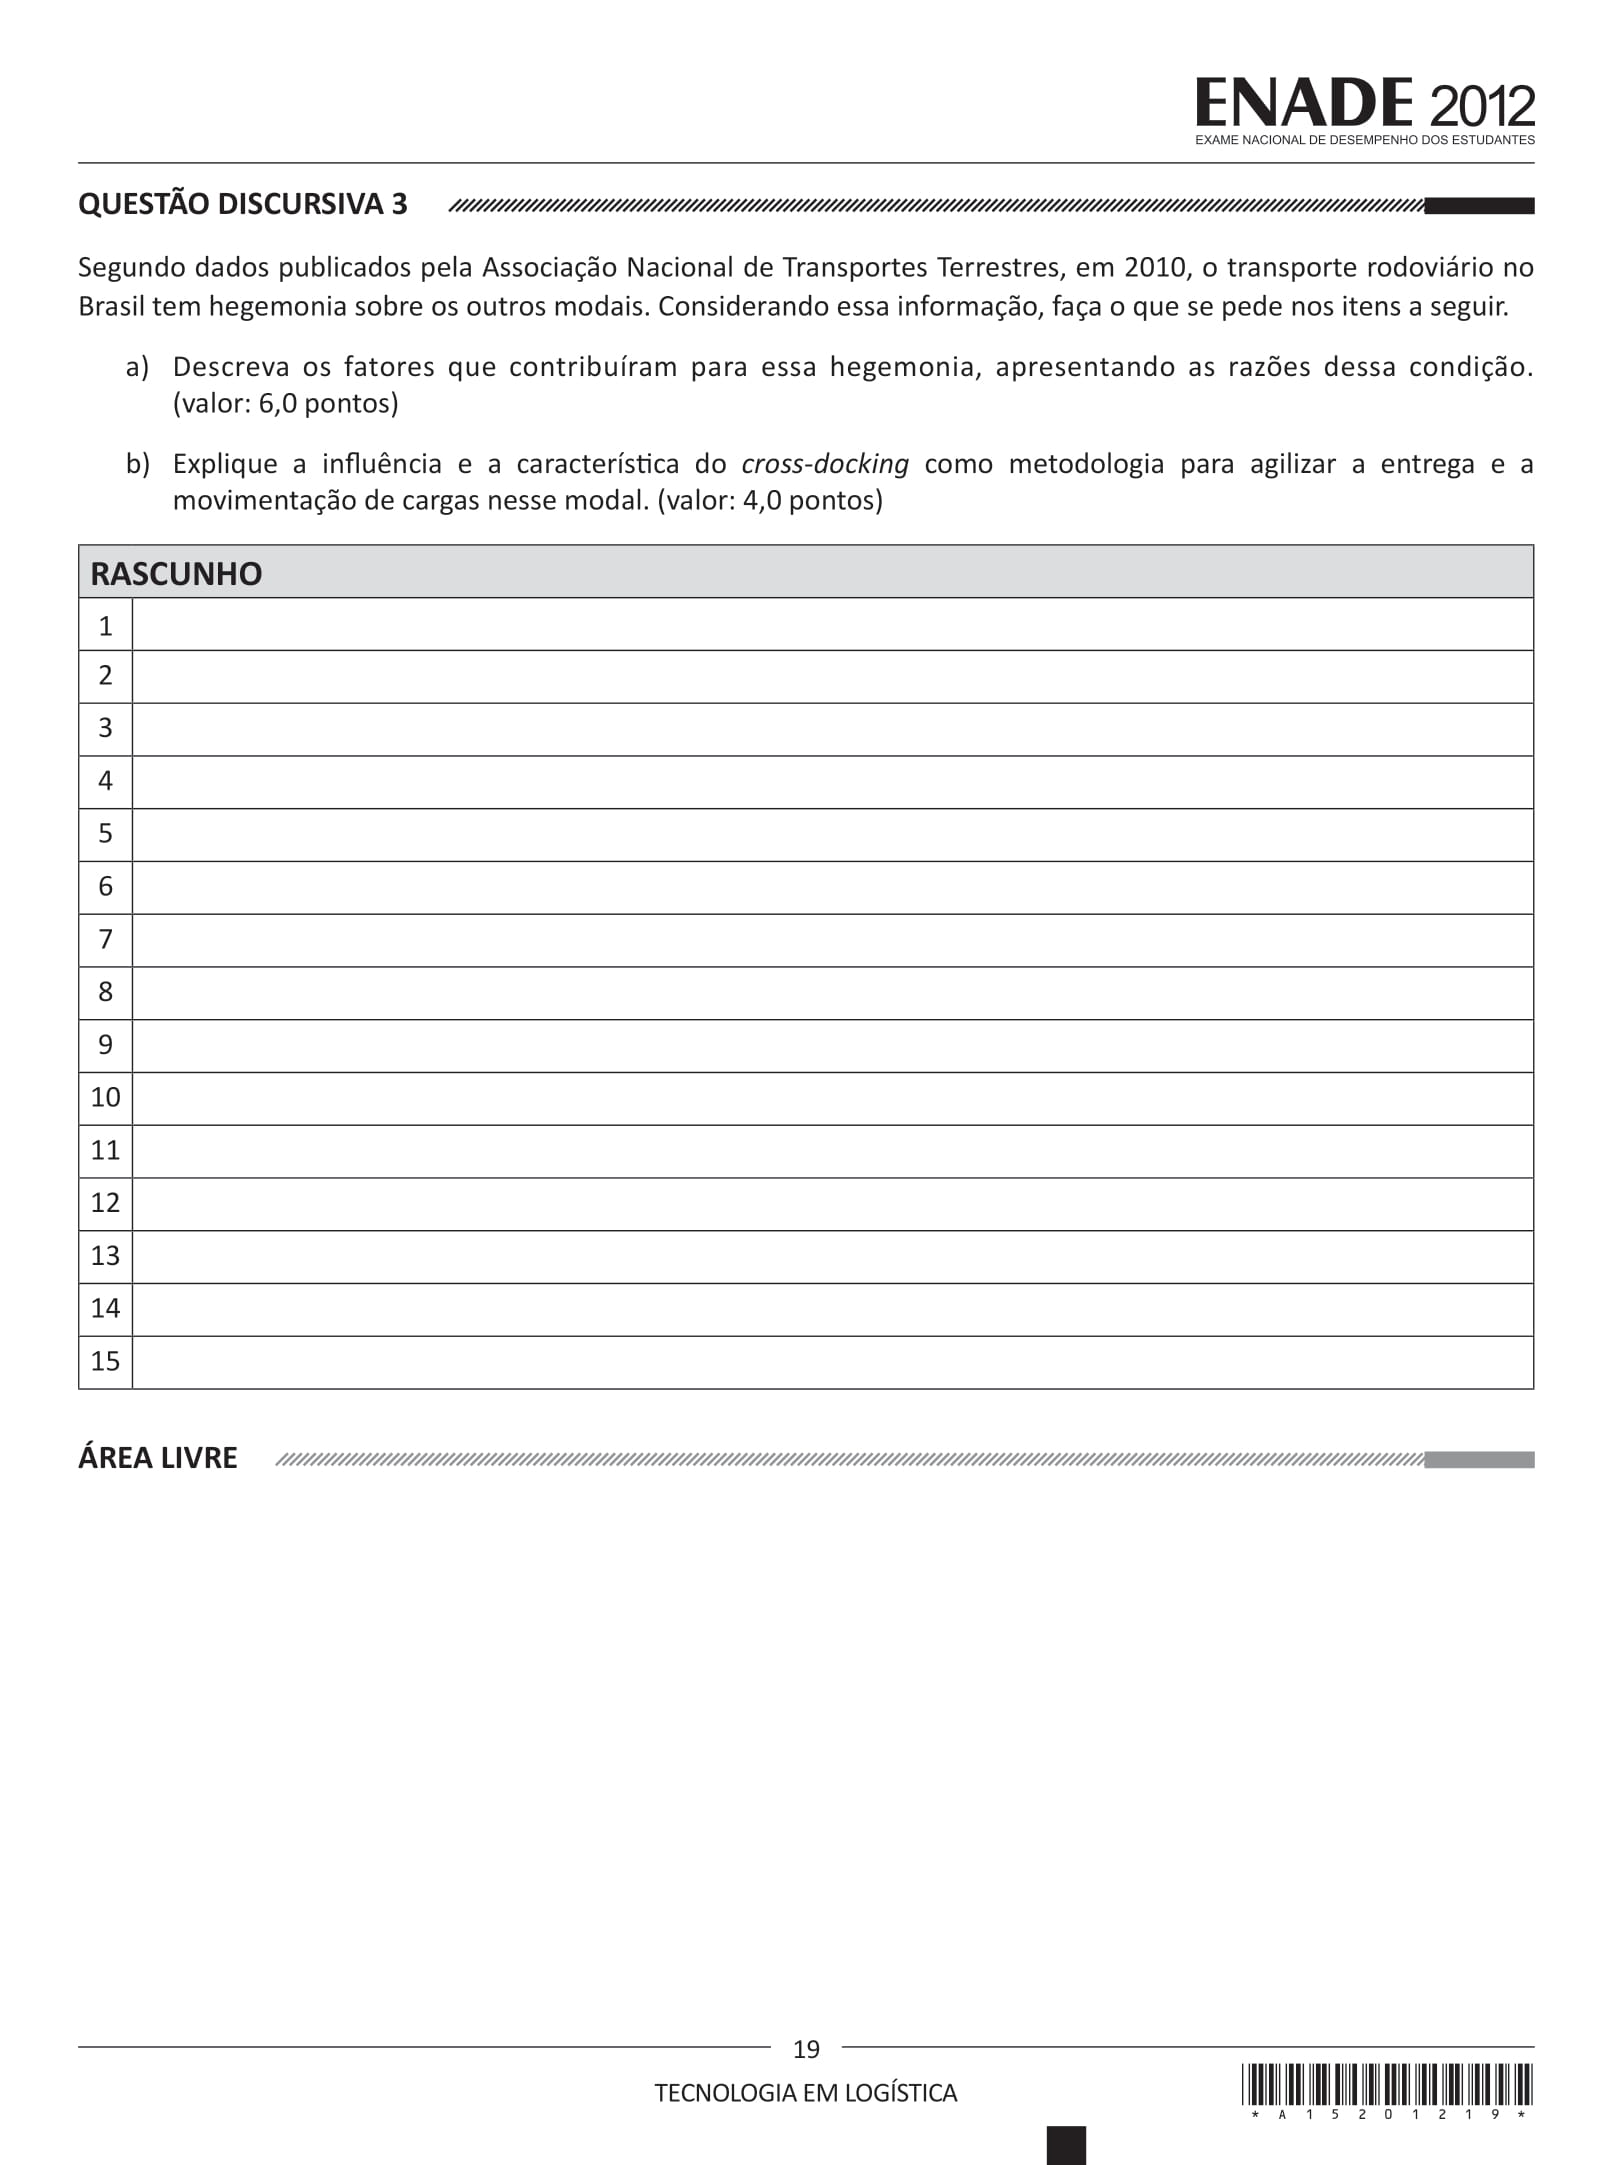 ENADE 2012
EXAME NACIONAL DE DESEMPENHO DOS ESTUDANTES
QUESTÃO DISCURSIVA 3
Segundo dados publicados pela Associação Nacional de Transportes Terrestres, em 2010, o transporte rodoviário no
Brasil tem hegemonia sobre os outros modais. Considerando essa informação, faça o que se pede nos itens a seguir.
a) Descreva os fatores que contribuíram para essa hegemonia, apresentando as razões dessa condição.
(valor: 6,0 pontos)
b) Explique a influência e a característica do cross-docking como metodologia para agilizar a entrega e a
movimentação de cargas nesse modal. (valor: 4,0 pontos)
RASCUNHO
1
2
3
4
5
6
7
8
9
10
11
12
13
14
15
ÁREA LIVRE
19
TECNOLOGIA EM LOGÍSTICA
* A 1 5 2 0 1 2 1 9 *